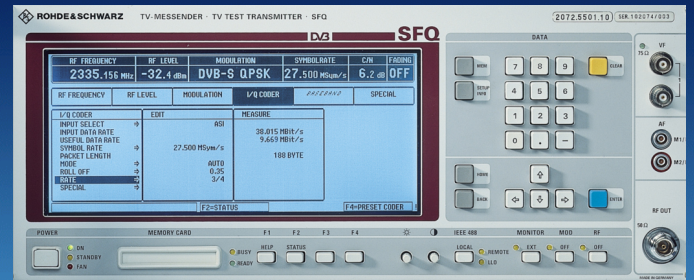 ROHDE&SCHWARZ TV-MESSENDER · TV TEST TRANSMITTER · SFQ 2072.5501.10
DVB SFQ
RF FREQUENCY RF LEVEL MODULATION SYMBOLRATE C/N FADING
2335.156 MHz -32.4 dBm DVB-S QPSK 27.500 MSym/s 6.2 dB OFF
RF FREQUENCY RF LEVEL MODULATION I/Q CODER BASEBAND SPECIAL
I/Q CODER EDIT MEASURE
INPUT SELECT ASI
INPUT DATA RATE 38.015 MBit/s
USEFUL DATA RATE 9.669 MBit/s
SYMBOL RATE 27.500 MSym/s
PACKET LENGTH 188 BYTE
MODE AUTO
ROLL OFF 0.35
RATE 3/4
SPECIAL
F2=STATUS F4=PRESET CODER
DATA
7 8 9 CLEAR
SETUP INFO 4 5 6
1 2 3
0 . -
BACK ENTER
VF
75 Ω
AF
M1/
M2/
RF OUT
50Ω
POWER MEMORY CARD F1 F2 F3 F4 IEEE 488 MONITOR MOD RF
ON
STANDBY
FAN
BUSY
READY
HELP STATUS
LOCAL REMOTE
LLO
EXT OFF OFF
MADE IN GERMANY